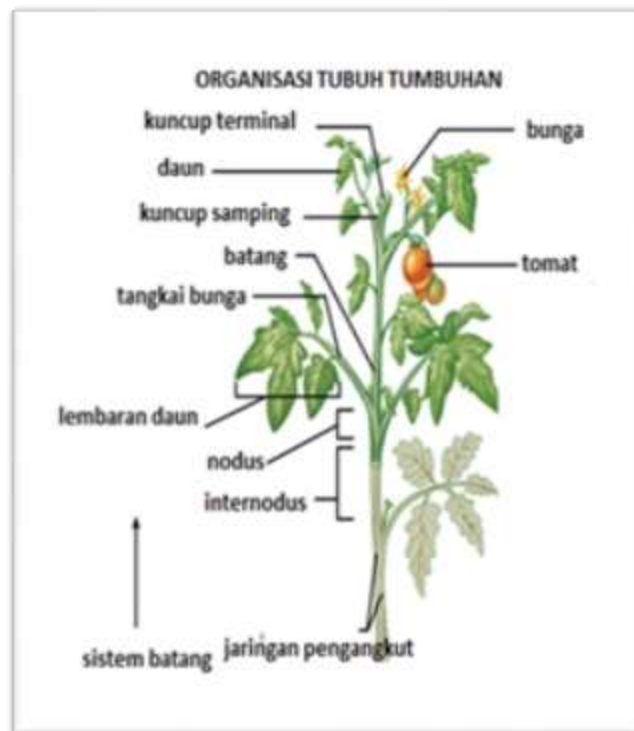 ORGANISASI TUBUH TUMBUHAN
kuncup terminal
bunga
daun
kuncup samping
batang
tomat
tangkai bunga
lembaran daun
nodus
internodus
jaringan pengangkut
sistem batang